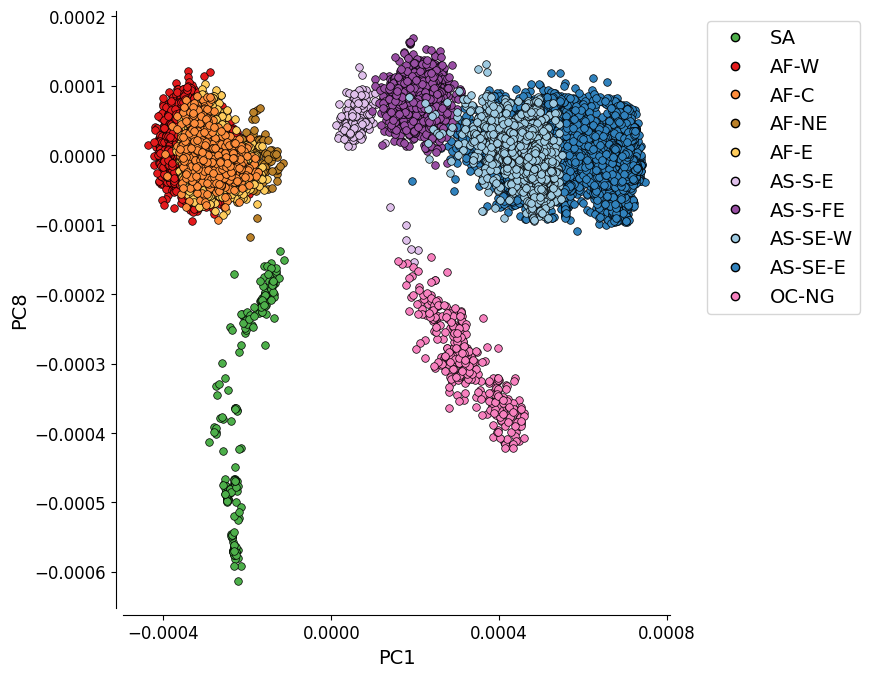 0.0002
0.0001
0.0000
−0.0001
−0.0002
−0.0003
−0.0004
−0.0005
−0.0006
PC8
−0.0004
0.0000
0.0004
0.0008
PC1
SA
AF-W
AF-C
AF-NE
AF-E
AS-S-E
AS-S-FE
AS-SE-W
AS-SE-E
OC-NG